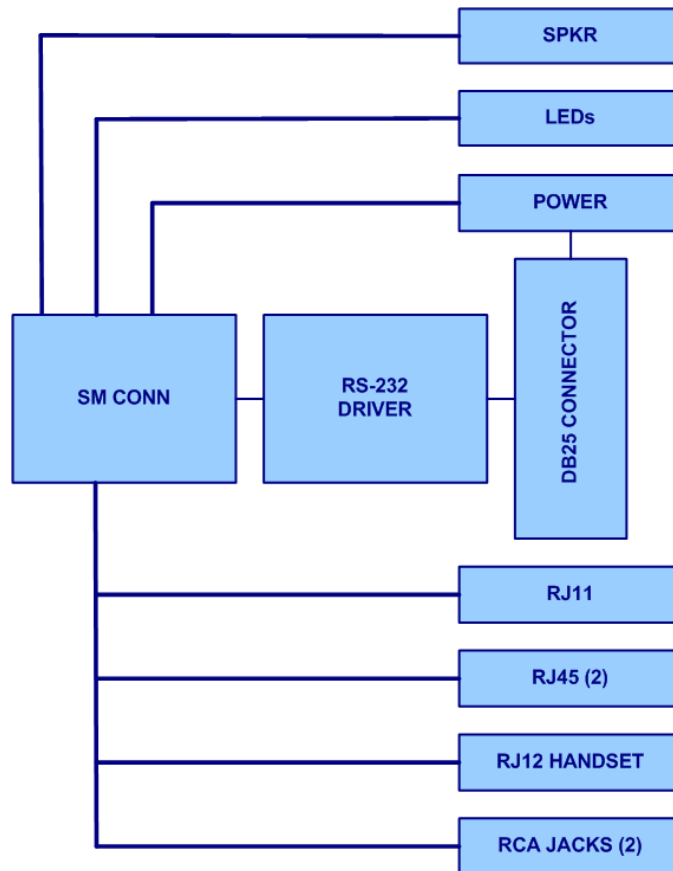 SPKR
LEDs
POWER
SM CONN
RS-232
DRIVER
DB25 CONNECTOR
RJ11
RJ45 (2)
RJ12 HANDSET
RCA JACKS (2)